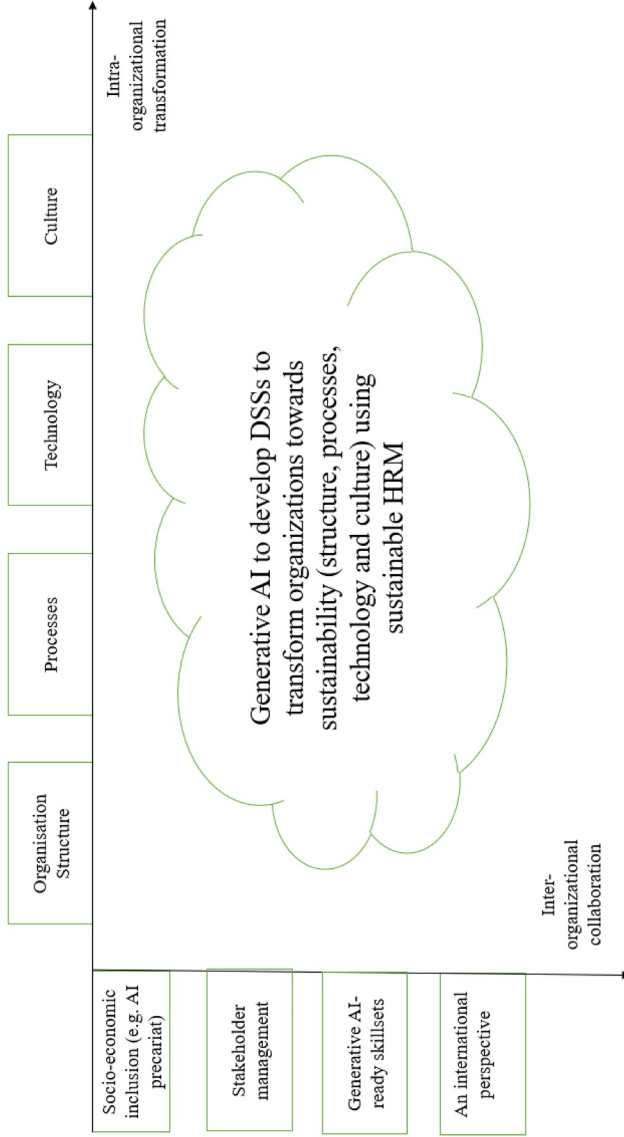 Organisation
Structure
Processes
Technology
Culture
Intra-
organizational
transformation
Socio-economic
inclusion (e.g. AI
precariat)
Stakeholder
management
Generative AI-
ready skillsets
An international
perspective
Generative AI to develop DSSs to
transform organizations towards
sustainability (structure, processes,
technology and culture) using
sustainable HRM
Inter-
organizational
collaboration